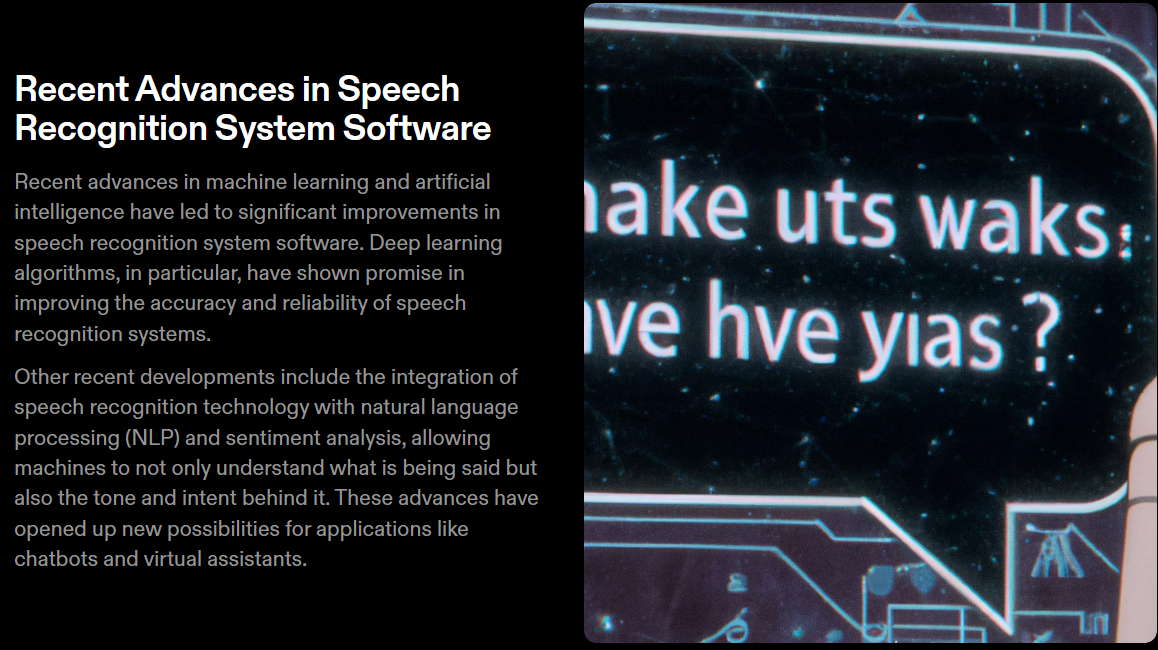 Recent Advances in Speech
Recognition System Software
Recent advances in machine learning and artificial
intelligence have led to significant improvements in
speech recognition system software. Deep learning
algorithms, in particular, have shown promise in
improving the accuracy and reliability of speech
recognition systems.
Other recent developments include the integration of
speech recognition technology with natural language
processing (NLP) and sentiment analysis, allowing
machines to not only understand what is being said but
also the tone and intent behind it. These advances have
opened up new possibilities for applications like
chatbots and virtual assistants.
uts waks
hve yıas ?